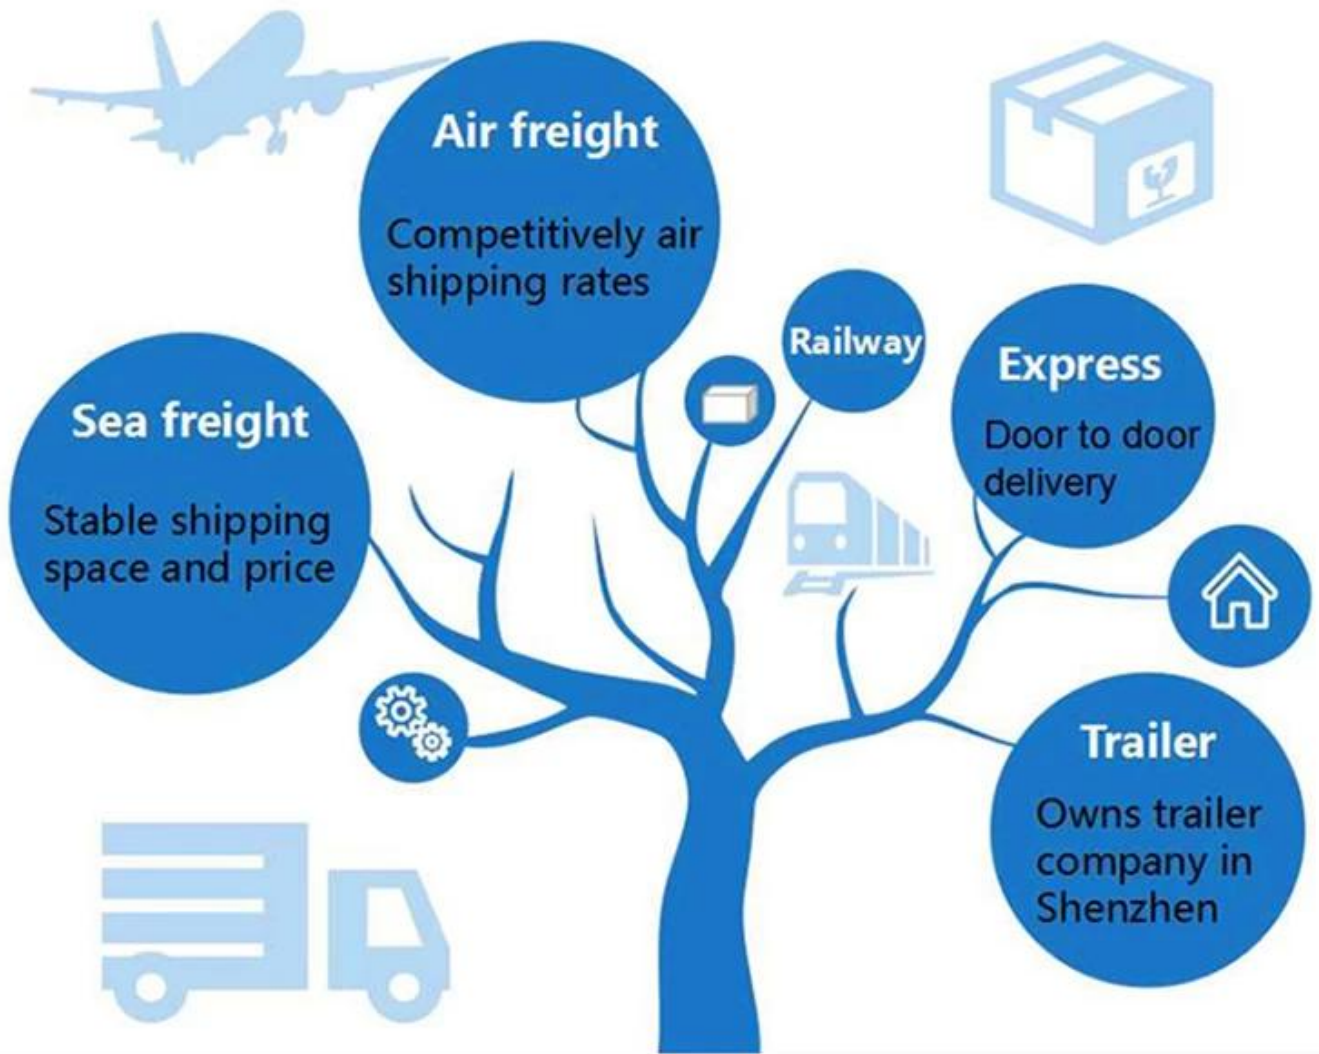 Air freight
Competitively air
shipping rates
Railway
Express
Door to door
delivery
Sea freight
Stable shipping
space and price
Trailer
Owns trailer
company in
Shenzhen